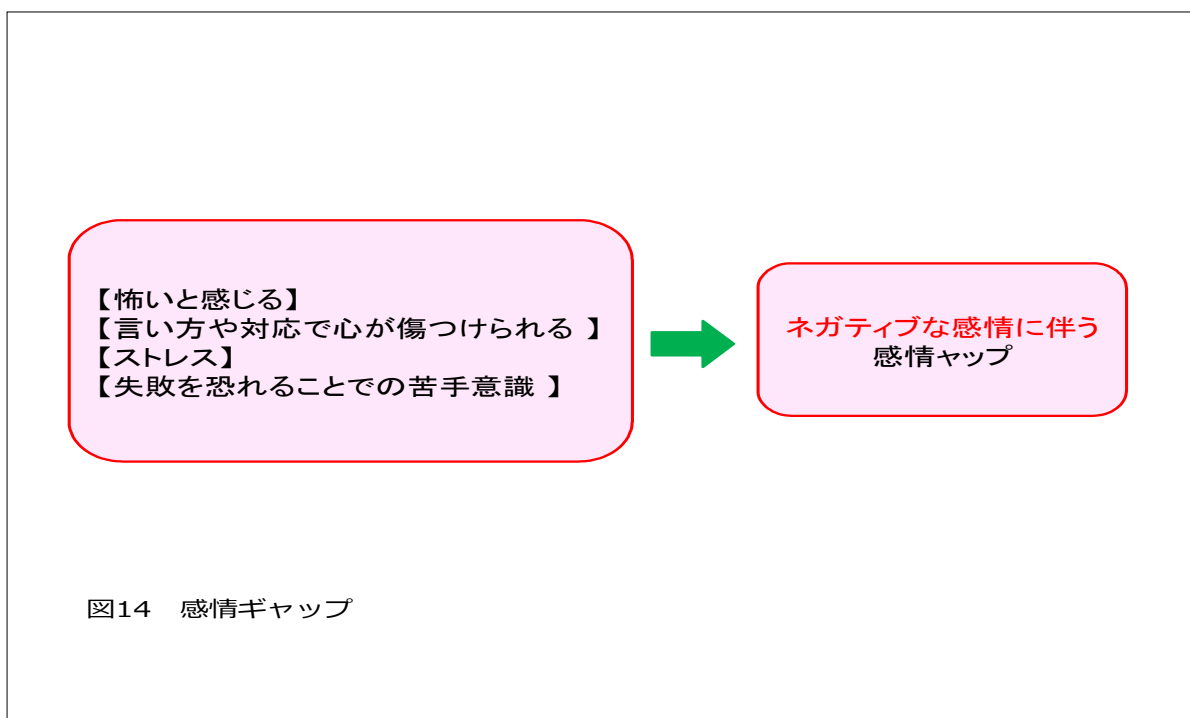 【怖いと感じる】
【言い方や対応で心が傷つけられる 】
【ストレス】
【失敗を恐れることでの苦手意識 】
ネガティブな感情に伴う
感情ヤップ
図14　感情ギャップ